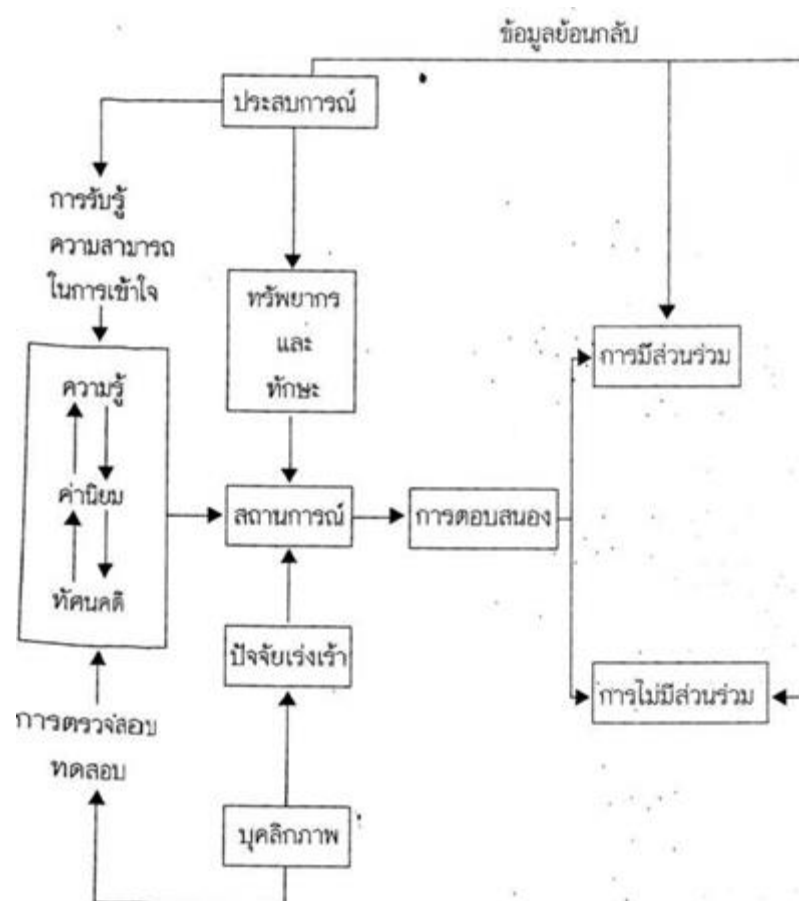 ข้อมูลย้อนกลับ
ประสบการณ์
การรับรู้
ความสามารถ
ในการเข้าใจ
ทรัพยากร
และ
ทักษะ
การมีส่วนร่วม
ความรู้
ค่านิยม
ทัศนคติ
สถานการณ์
การตอบสนอง
ปัจจัยเร่งเร้า
การไม่มีส่วนร่วม
การตรวจสอบ
ทดสอบ
บุคลิกภาพ